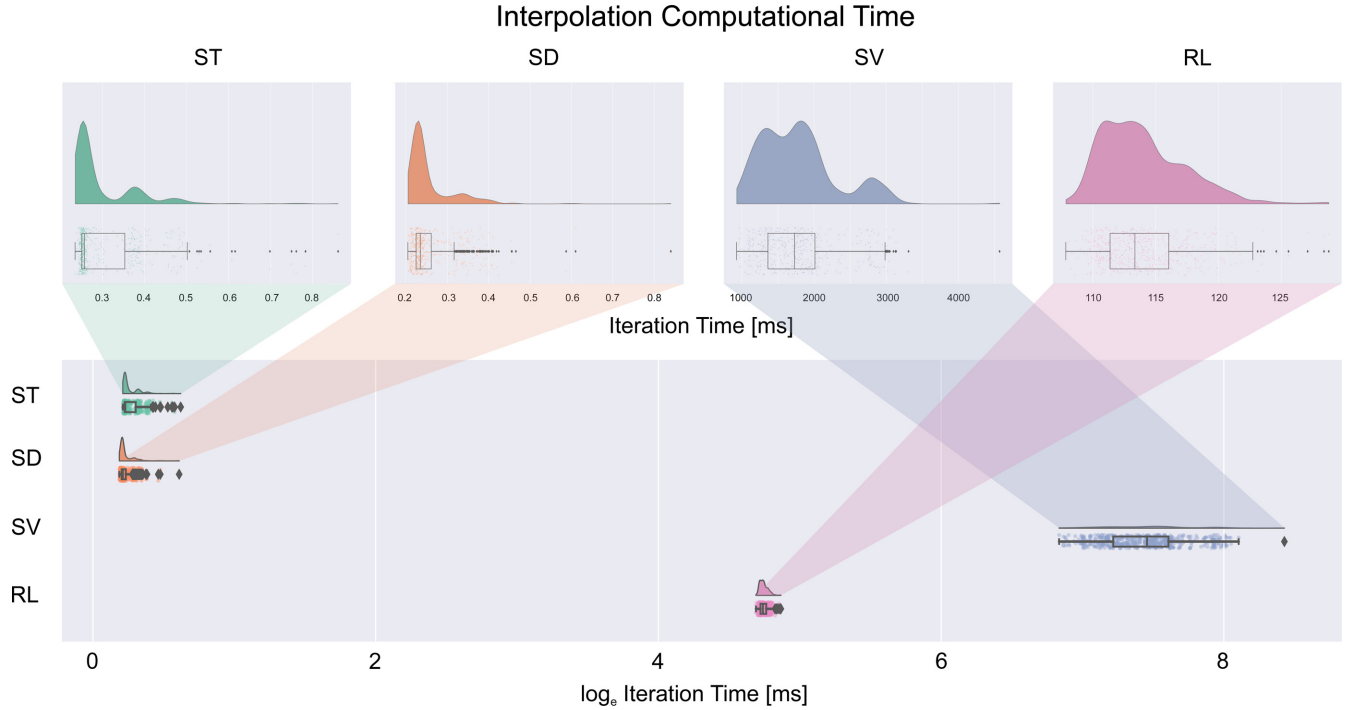 Interpolation Computational Time
ST SD SV RL
0.3 0.4 0.5 0.6 0.7 0.8 0.2 0.3 0.4 0.5 0.6 0.7 0.8 1000 2000 3000 4000 110 115 120 125
Iteration Time [ms]
ST
SD
SV
RL
0 2 4 6 8
logₑ Iteration Time [ms]